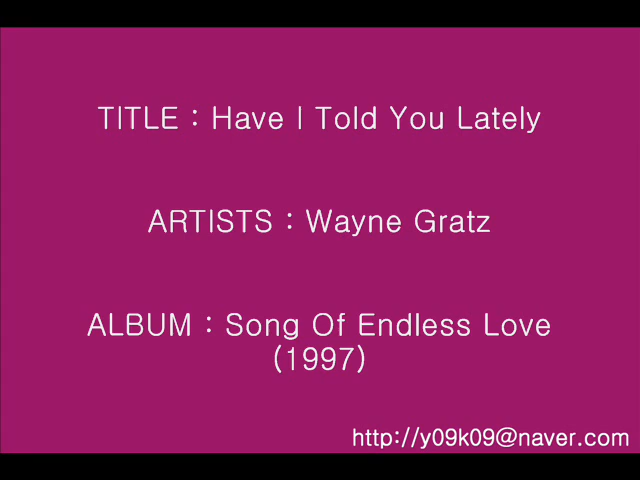 TITLE : Have I Told You Lately
ARTISTS : Wayne Gratz
ALBUM : Song Of Endless Love
(1997)
http://y09k09@naver.com